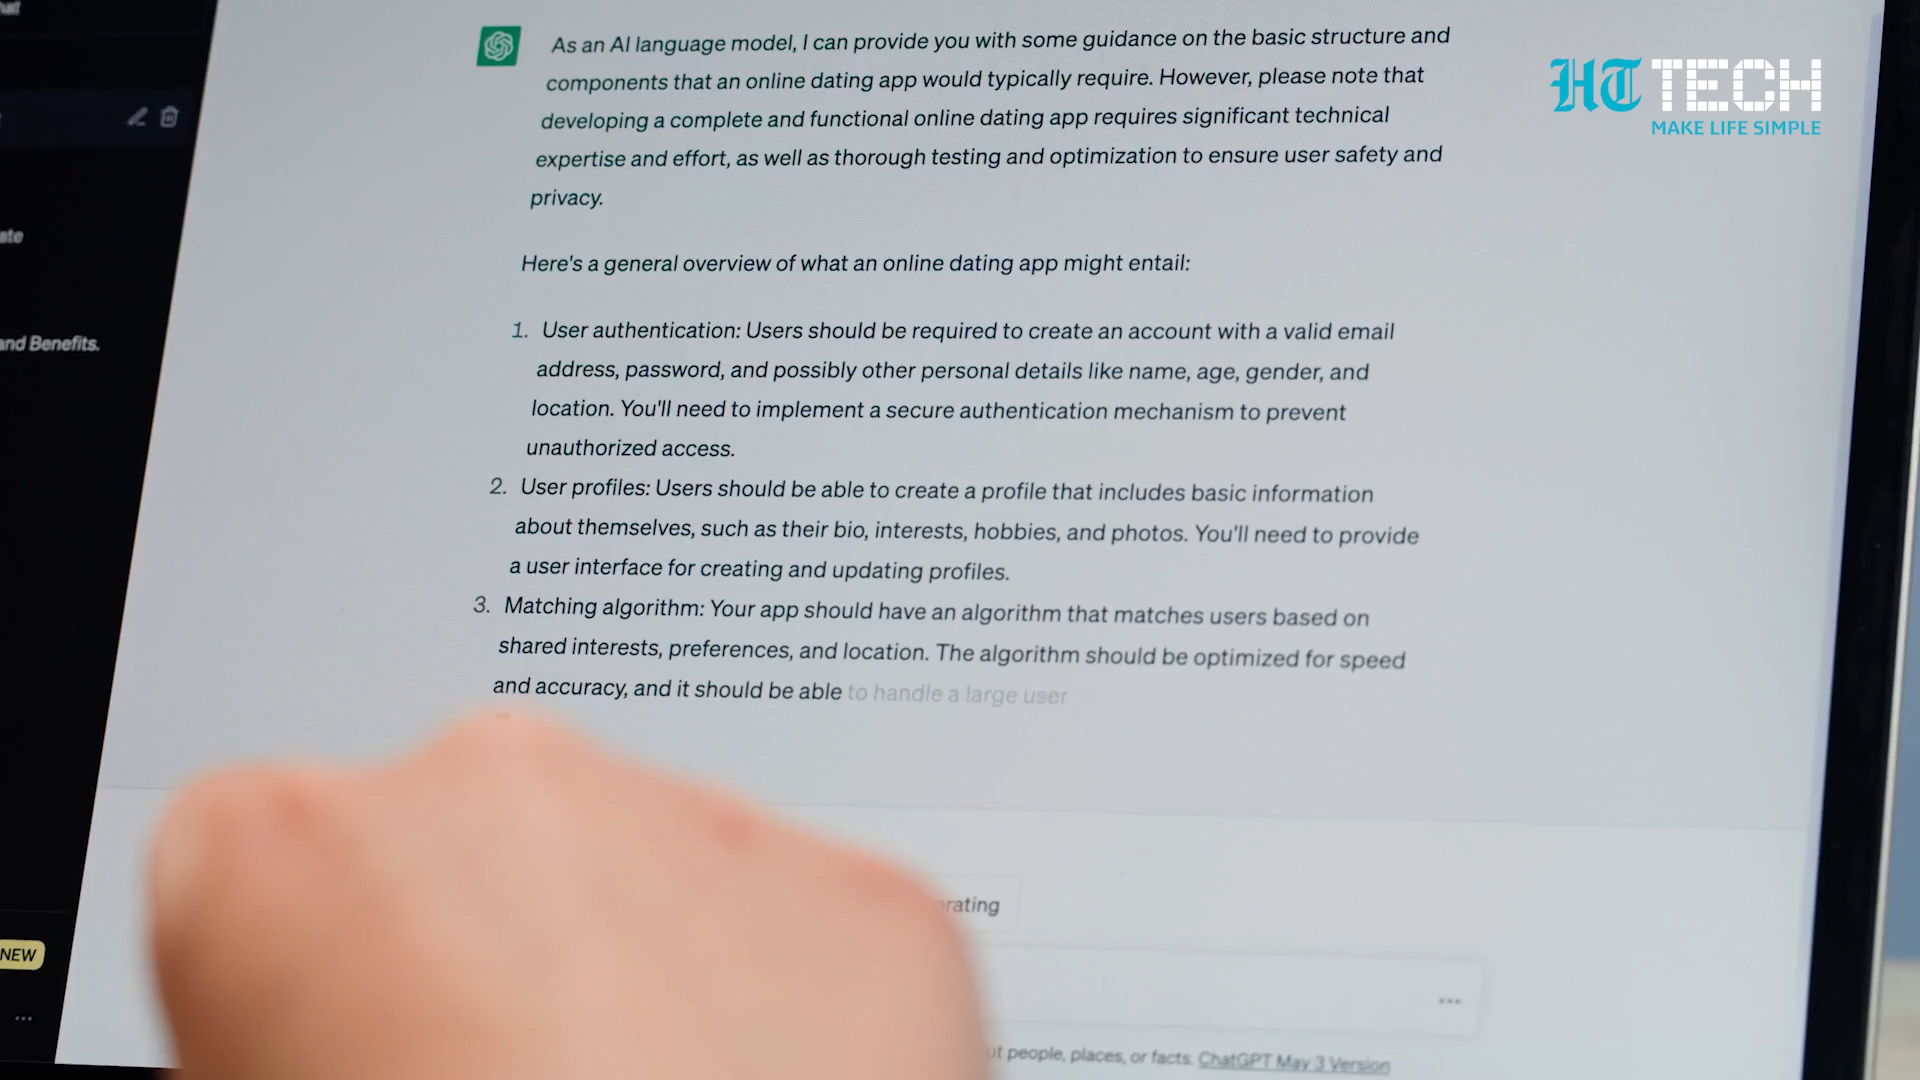 As an AI language model, I can provide you with some guidance on the basic structure and
components that an online dating app would typically require. However, please note that
developing a complete and functional online dating app requires significant technical
expertise and effort, as well as thorough testing and optimization to ensure user safety and
privacy.
Here's a general overview of what an online dating app might entail:
1. User authentication: Users should be required to create an account with a valid email
address, password, and possibly other personal details like name, age, gender, and
location. You'll need to implement a secure authentication mechanism to prevent
unauthorized access.
2. User profiles: Users should be able to create a profile that includes basic information
about themselves, such as their bio, interests, hobbies, and photos. You'll need to provide
a user interface for creating and updating profiles.
3. Matching algorithm: Your app should have an algorithm that matches users based on
shared interests, preferences, and location. The algorithm should be optimized for speed
and accuracy, and it should be able to handle a large user
people, places, or facts. ChatGPT May 3 Version
and Benefits.
NEW
HT TECH
MAKE LIFE SIMPLE